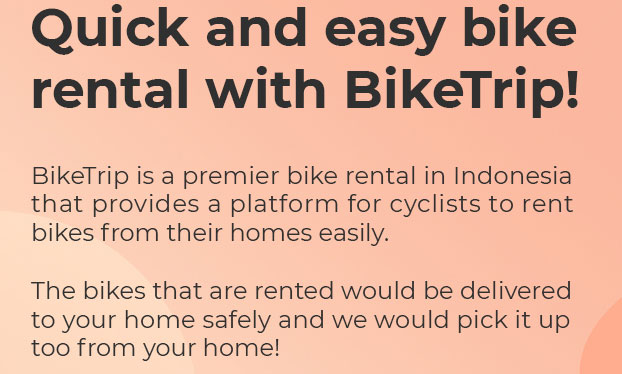 Quick and easy bike
rental with BikeTrip!
BikeTrip is a premier bike rental in Indonesia
that provides a platform for cyclists to rent
bikes from their homes easily.
The bikes that are rented would be delivered
to your home safely and we would pick it up
too from your home!